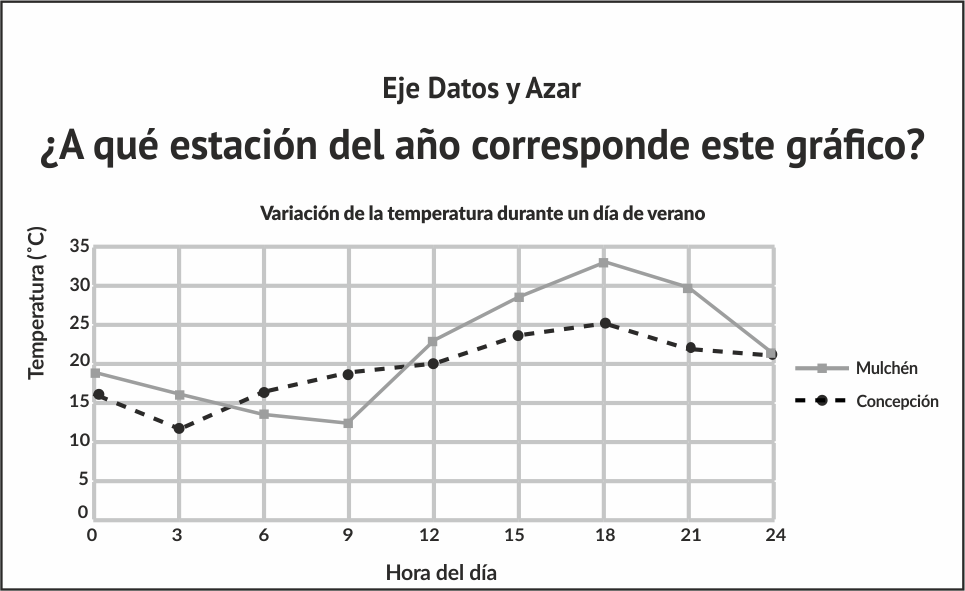 Eje Datos y Azar
¿A qué estación del año corresponde este gráfico?
Variación de la temperatura durante un día de verano
Temperatura (°C)
35
30
25
20
15
10
5
0
0 3 6 9 12 15 18 21 24
Hora del día
Mulchén
Concepción